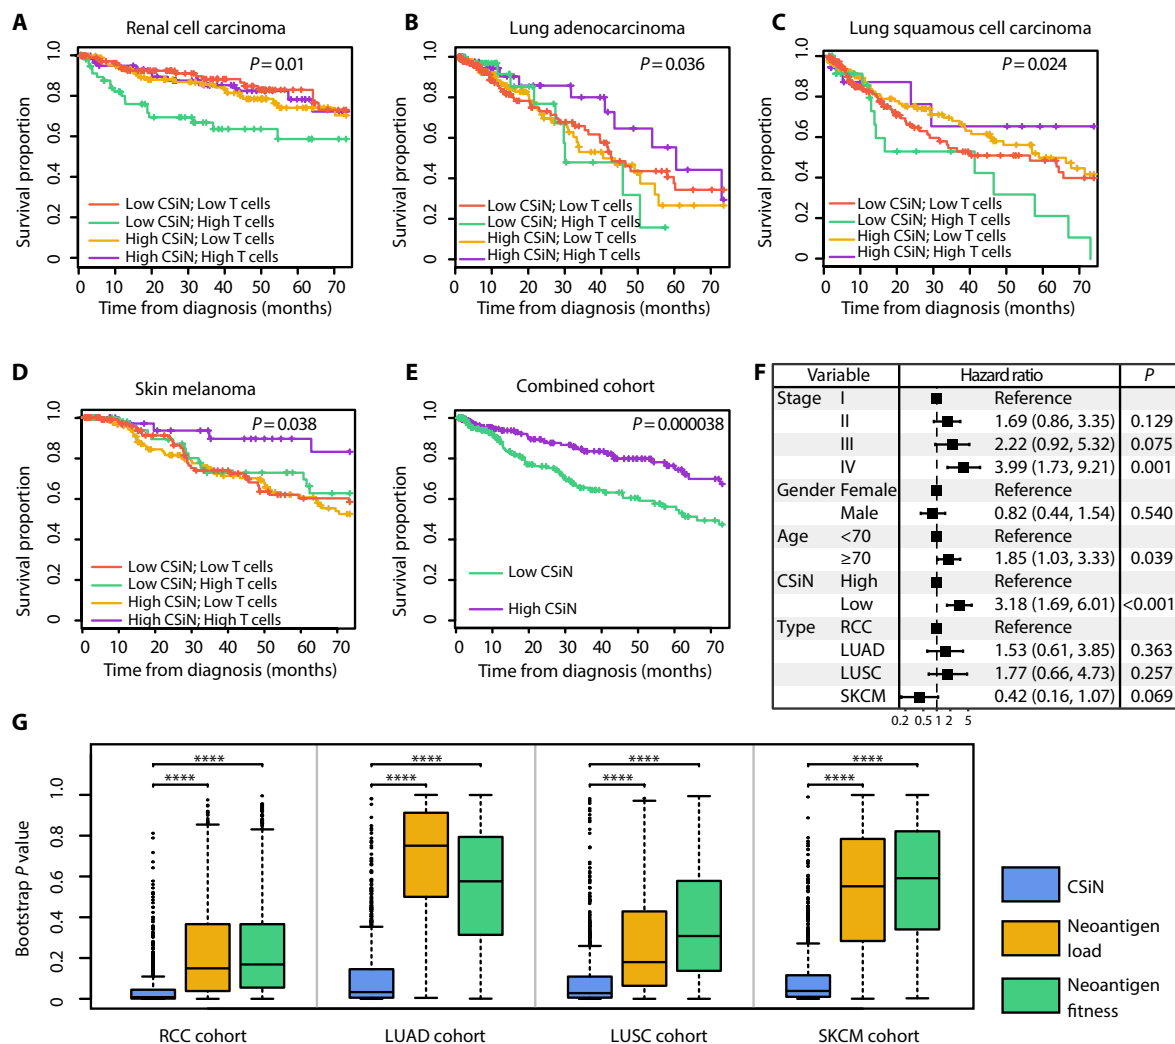 A
Renal cell carcinoma
P = 0.01
Survival proportion
1.0
0.8
0.6
0.4
0.2
0
Low CSiN; Low T cells
Low CSiN; High T cells
High CSiN; Low T cells
High CSiN; High T cells
0 10 20 30 40 50 60 70
Time from diagnosis (months)
B
Lung adenocarcinoma
P = 0.036
Survival proportion
1.0
0.8
0.6
0.4
0.2
0
Low CSiN; Low T cells
Low CSiN; High T cells
High CSiN; Low T cells
High CSiN; High T cells
0 10 20 30 40 50 60 70
Time from diagnosis (months)
C
Lung squamous cell carcinoma
P = 0.024
Survival proportion
1.0
0.8
0.6
0.4
0.2
0
Low CSiN; Low T cells
Low CSiN; High T cells
High CSiN; Low T cells
High CSiN; High T cells
0 10 20 30 40 50 60 70
Time from diagnosis (months)
D
Skin melanoma
P = 0.038
Survival proportion
1.0
0.8
0.6
0.4
0.2
0
Low CSiN; Low T cells
Low CSiN; High T cells
High CSiN; Low T cells
High CSiN; High T cells
0 10 20 30 40 50 60 70
Time from diagnosis (months)
E
Combined cohort
P = 0.000038
Survival proportion
1.0
0.8
0.6
0.4
0.2
0
Low CSiN
High CSiN
0 10 20 30 40 50 60 70
Time from diagnosis (months)
F
Variable Hazard ratio P
Stage I Reference
II 1.69 (0.86, 3.35) 0.129
III 2.22 (0.92, 5.32) 0.075
IV 3.99 (1.73, 9.21) 0.001
Gender Female Reference
Male 0.82 (0.44, 1.54) 0.540
Age <70 Reference
≥70 1.85 (1.03, 3.33) 0.039
CSiN High Reference
Low 3.18 (1.69, 6.01) <0.001
Type RCC Reference
LUAD 1.53 (0.61, 3.85) 0.363
LUSC 1.77 (0.66, 4.73) 0.257
SKCM 0.42 (0.16, 1.07) 0.069
0.2 0.5 1 2 5
G
Bootstrap P value
1.0
0.8
0.6
0.4
0.2
0
**** **** **** ****
**** **** **** ****
RCC cohort LUAD cohort LUSC cohort SKCM cohort
CSiN
Neoantigen
load
Neoantigen
fitness